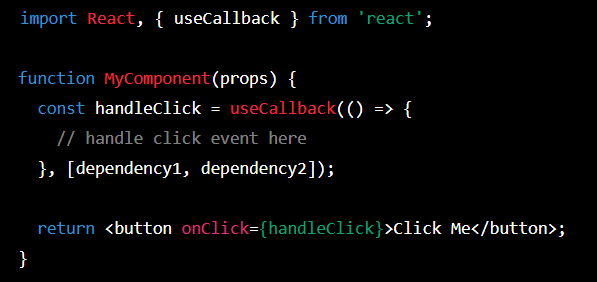 import React, { useCallback } from 'react';
function MyComponent(props) {
const handleClick = useCallback(() => {
// handle click event here
}, [dependency1, dependency2]);
return <button onClick={handleClick}>Click Me</button>;
}